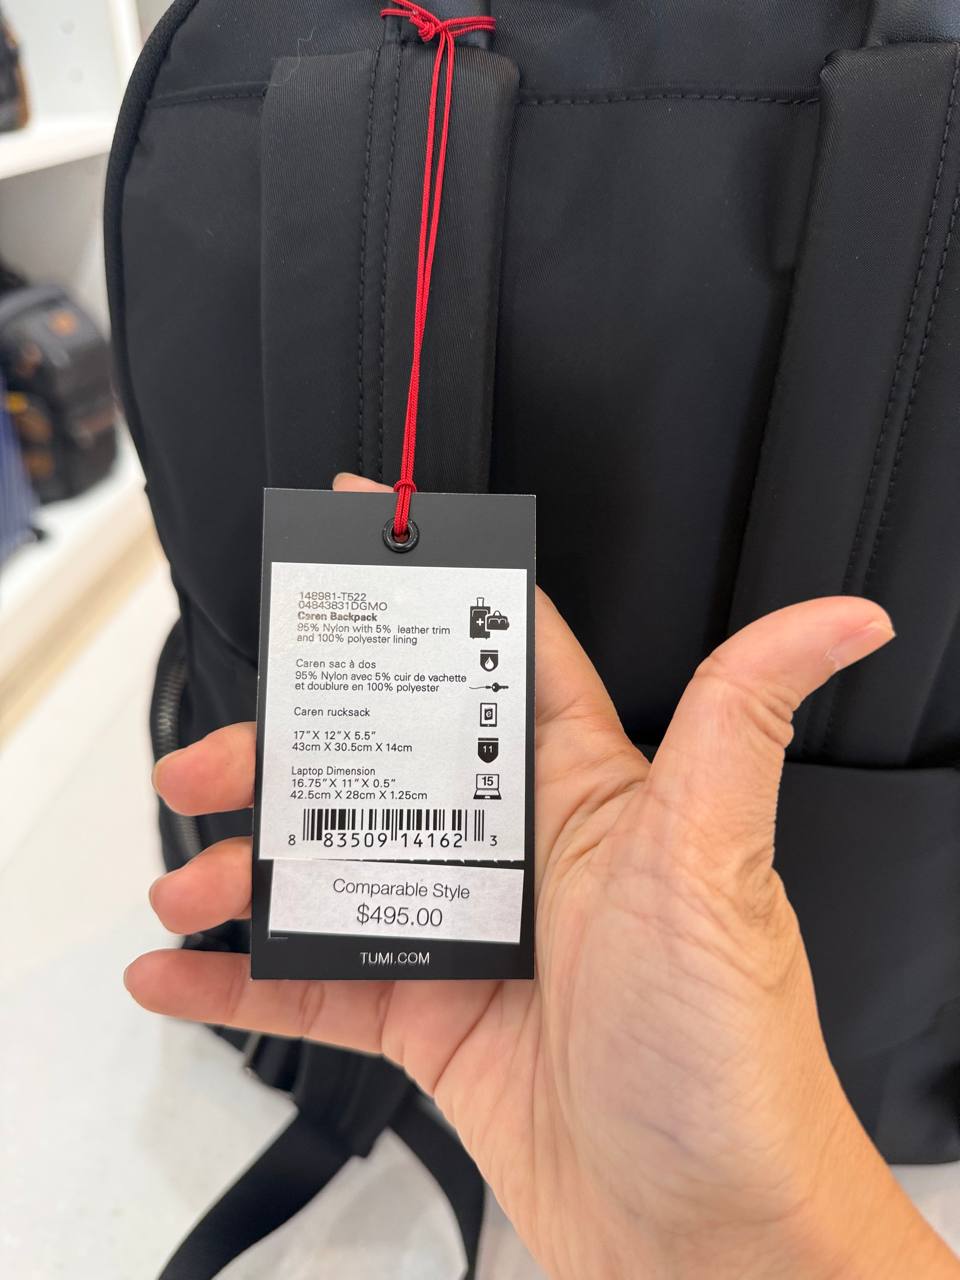 148981-T522
04843831DGMO
Caren Backpack
95% Nylon with 5% leather trim
and 100% polyester lining
Caren sac à dos
95% Nylon avec 5% cuir de vachette
et doublure en 100% polyester
Caren rucksack
17"X 12"X 5.5"
43cm X 30.5cm X 14cm
11
Laptop Dimension
16.75"X 11"X 0.5"
42.5cm X 28cm X 1.25cm
15
8 83509 14162 3
Comparable Style
$495.00
TUMI.COM